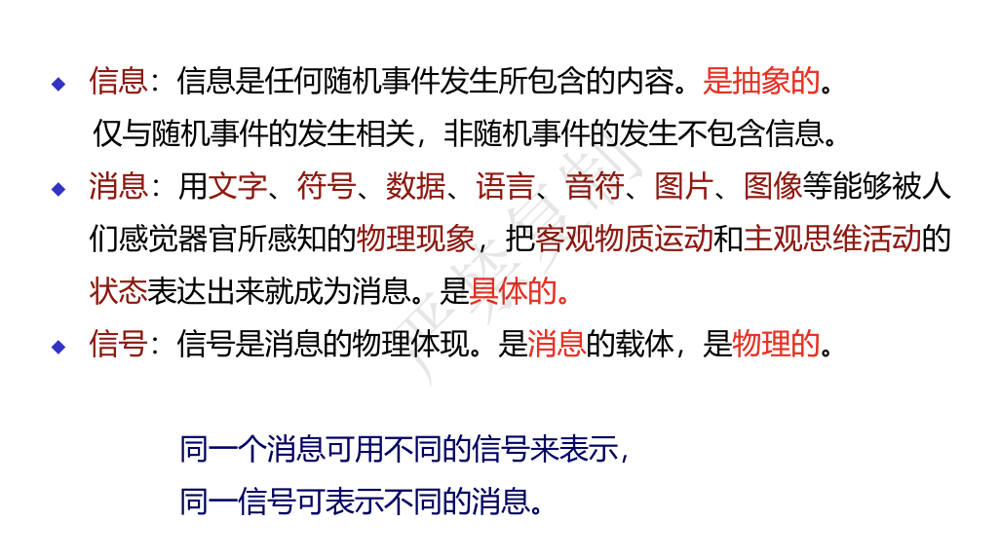 信息：信息是任何随机事件发生所包含的内容。是抽象的。
仅与随机事件的发生相关，非随机事件的发生不包含信息。
消息：用文字、符号、数据、语言、音符、图片、图像等能够被人
们感觉器官所感知的物理现象，把客观物质运动和主观思维活动的
状态表达出来就成为消息。是具体的。
信号：信号是消息的物理体现。是消息的载体，是物理的。
同一个消息可用不同的信号来表示，
同一信号可表示不同的消息。
严禁复制